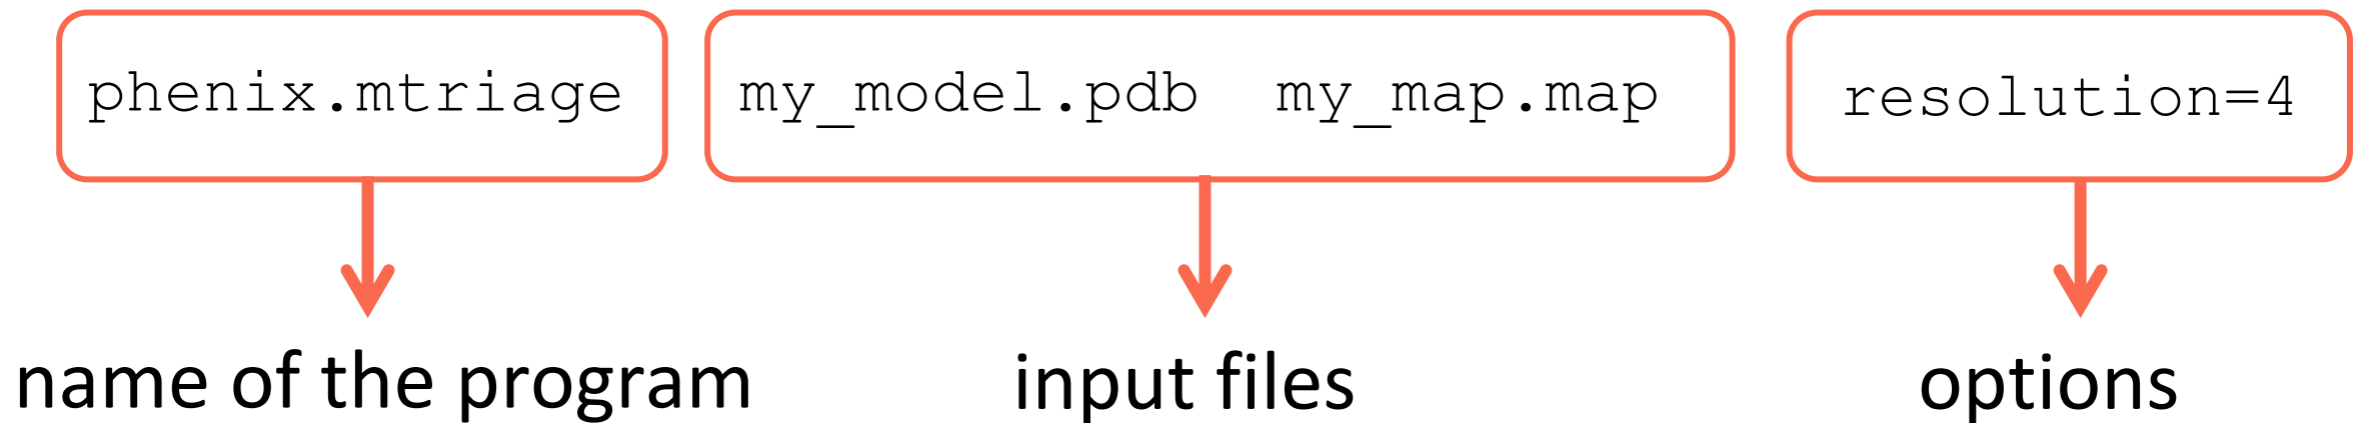 phenix.mtriage my_model.pdb my_map.map resolution=4
name of the program input files options